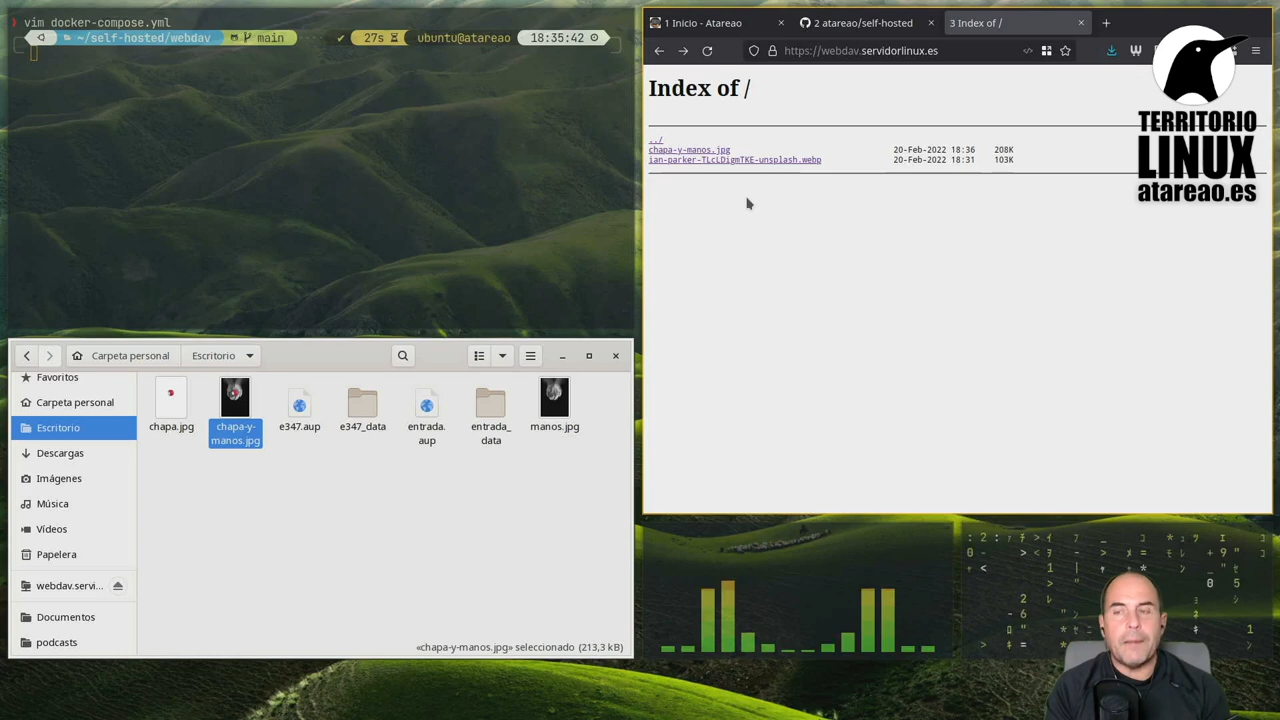 ❯ vim docker-compose.yml
~/self-hosted/webdav
main
✔
27s
ubuntu@atareao
18:35:42
1 Inicio - Atareao
2 atareao/self-hosted
3 Index of /
https://webdav.servidorlinux.es
Index of /
../
chapa-y-manos.jpg 20-Feb-2022 18:36 208K
ian-parker-TLcLDigmTKE-unsplash.webp 20-Feb-2022 18:31 103K
TERRITORIO
LINUX
atareao.es
Carpeta personal
Escritorio
Favoritos
Carpeta personal
Escritorio
Descargas
Imágenes
Música
Vídeos
Papelera
webdav.servi...
Documentos
podcasts
chapa.jpg
chapa-y-
manos.jpg
e347.aup
e347_data
entrada.
aup
entrada_
data
manos.jpg
«chapa-y-manos.jpg» seleccionado (213,3 kB)